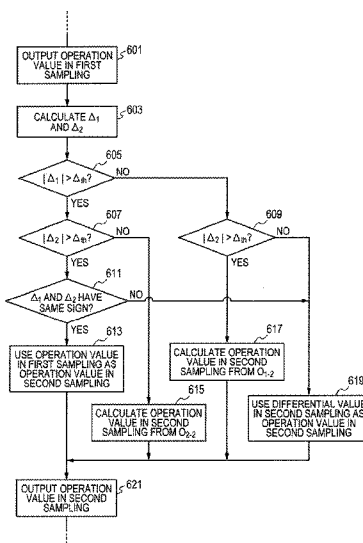 601
OUTPUT OPERATION
VALUE IN FIRST
SAMPLING
603
CALCULATE Δ1
AND Δ2
605
|Δ1| > Δth?
NO
YES
607
|Δ2| > Δth?
NO
YES
609
|Δ2| > Δth?
NO
YES
611
Δ1 AND Δ2 HAVE
SAME SIGN?
NO
YES
613
USE OPERATION VALUE
IN FIRST SAMPLING AS
OPERATION VALUE IN
SECOND SAMPLING
617
CALCULATE OPERATION
VALUE IN SECOND
SAMPLING FROM O1-2
615
CALCULATE OPERATION
VALUE IN SECOND
SAMPLING FROM O2-2
619
USE DIFFERENTIAL VALUE
IN SECOND SAMPLING AS
OPERATION VALUE IN
SECOND SAMPLING
621
OUTPUT OPERATION
VALUE IN SECOND
SAMPLING